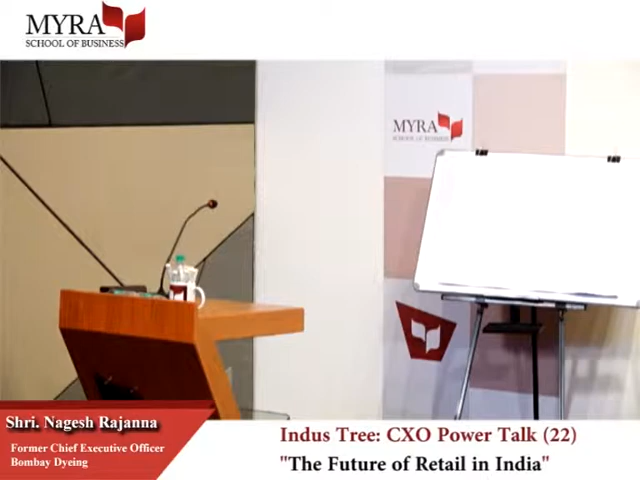 MYRA
SCHOOL OF BUSINESS
MYRA
SCHOOL OF BUSINESS
Shri. Nagesh Rajanna
Former Chief Executive Officer
Bombay Dyeing
Indus Tree: CXO Power Talk (22)
"The Future of Retail in India"